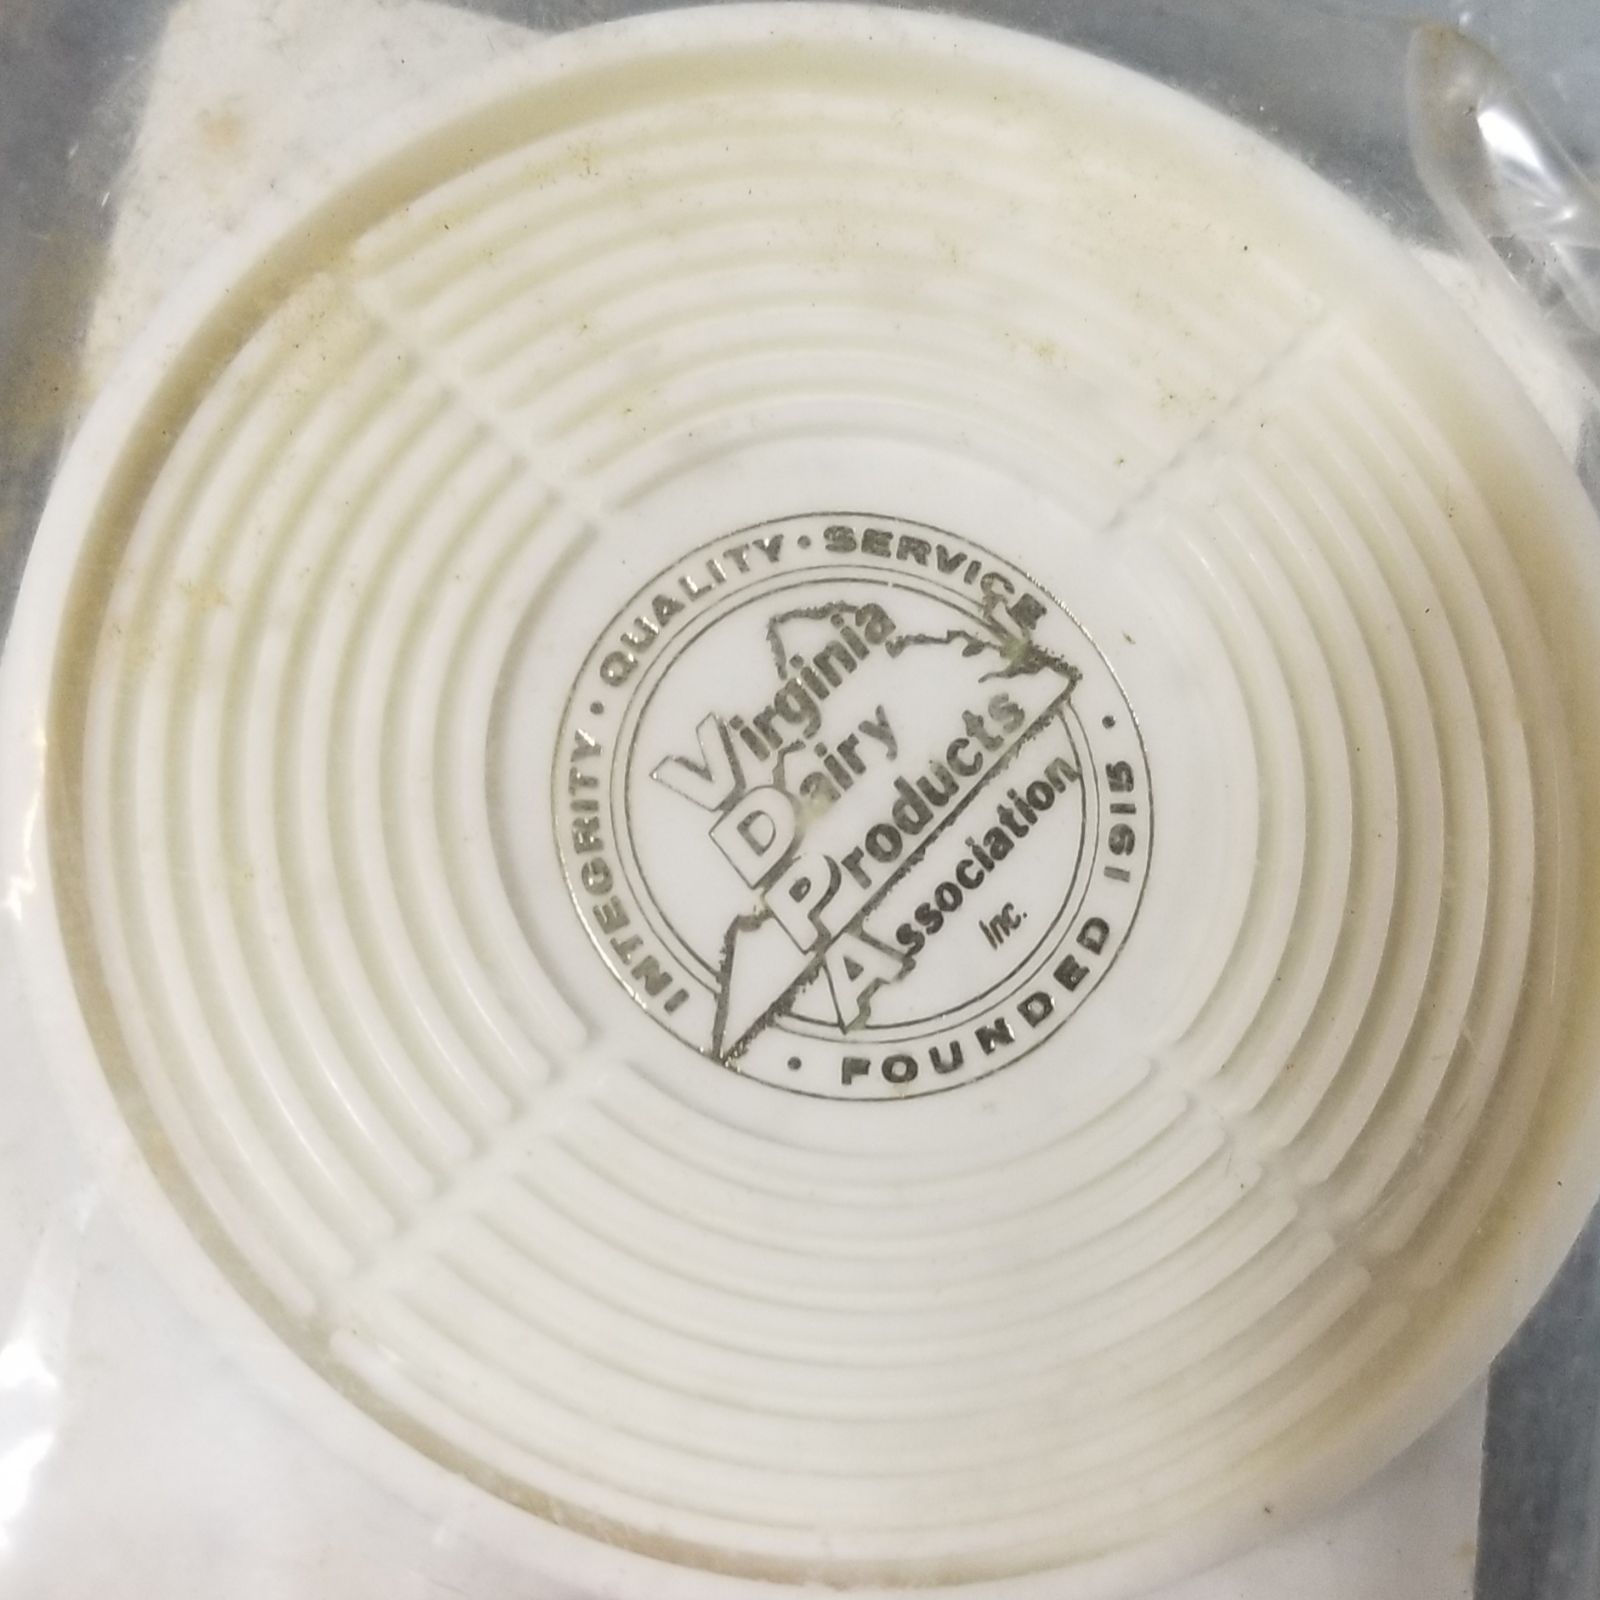 INTEGRITY · QUALITY · SERVICE
Virginia
Dairy
Products
Association
Inc.
· FOUNDED 1915 ·